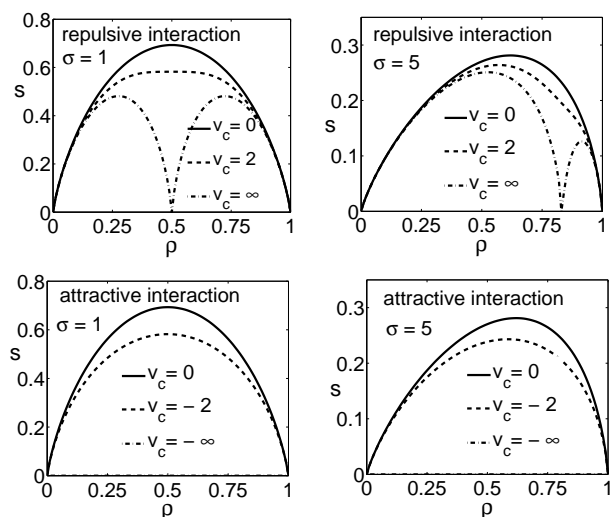 repulsive interaction
σ = 1
v_c = 0
v_c = 2
v_c = ∞
s
0.8
0.6
0.4
0.2
0
0 0.25 0.5 0.75 1
ρ
repulsive interaction
σ = 5
v_c = 0
v_c = 2
v_c = ∞
s
0.3
0.2
0.1
0
0 0.25 0.5 0.75 1
ρ
attractive interaction
σ = 1
v_c = 0
v_c = − 2
v_c = − ∞
s
0.8
0.6
0.4
0.2
0
0 0.25 0.5 0.75 1
ρ
attractive interaction
σ = 5
v_c = 0
v_c = − 2
v_c = − ∞
s
0.3
0.2
0.1
0
0 0.25 0.5 0.75 1
ρ